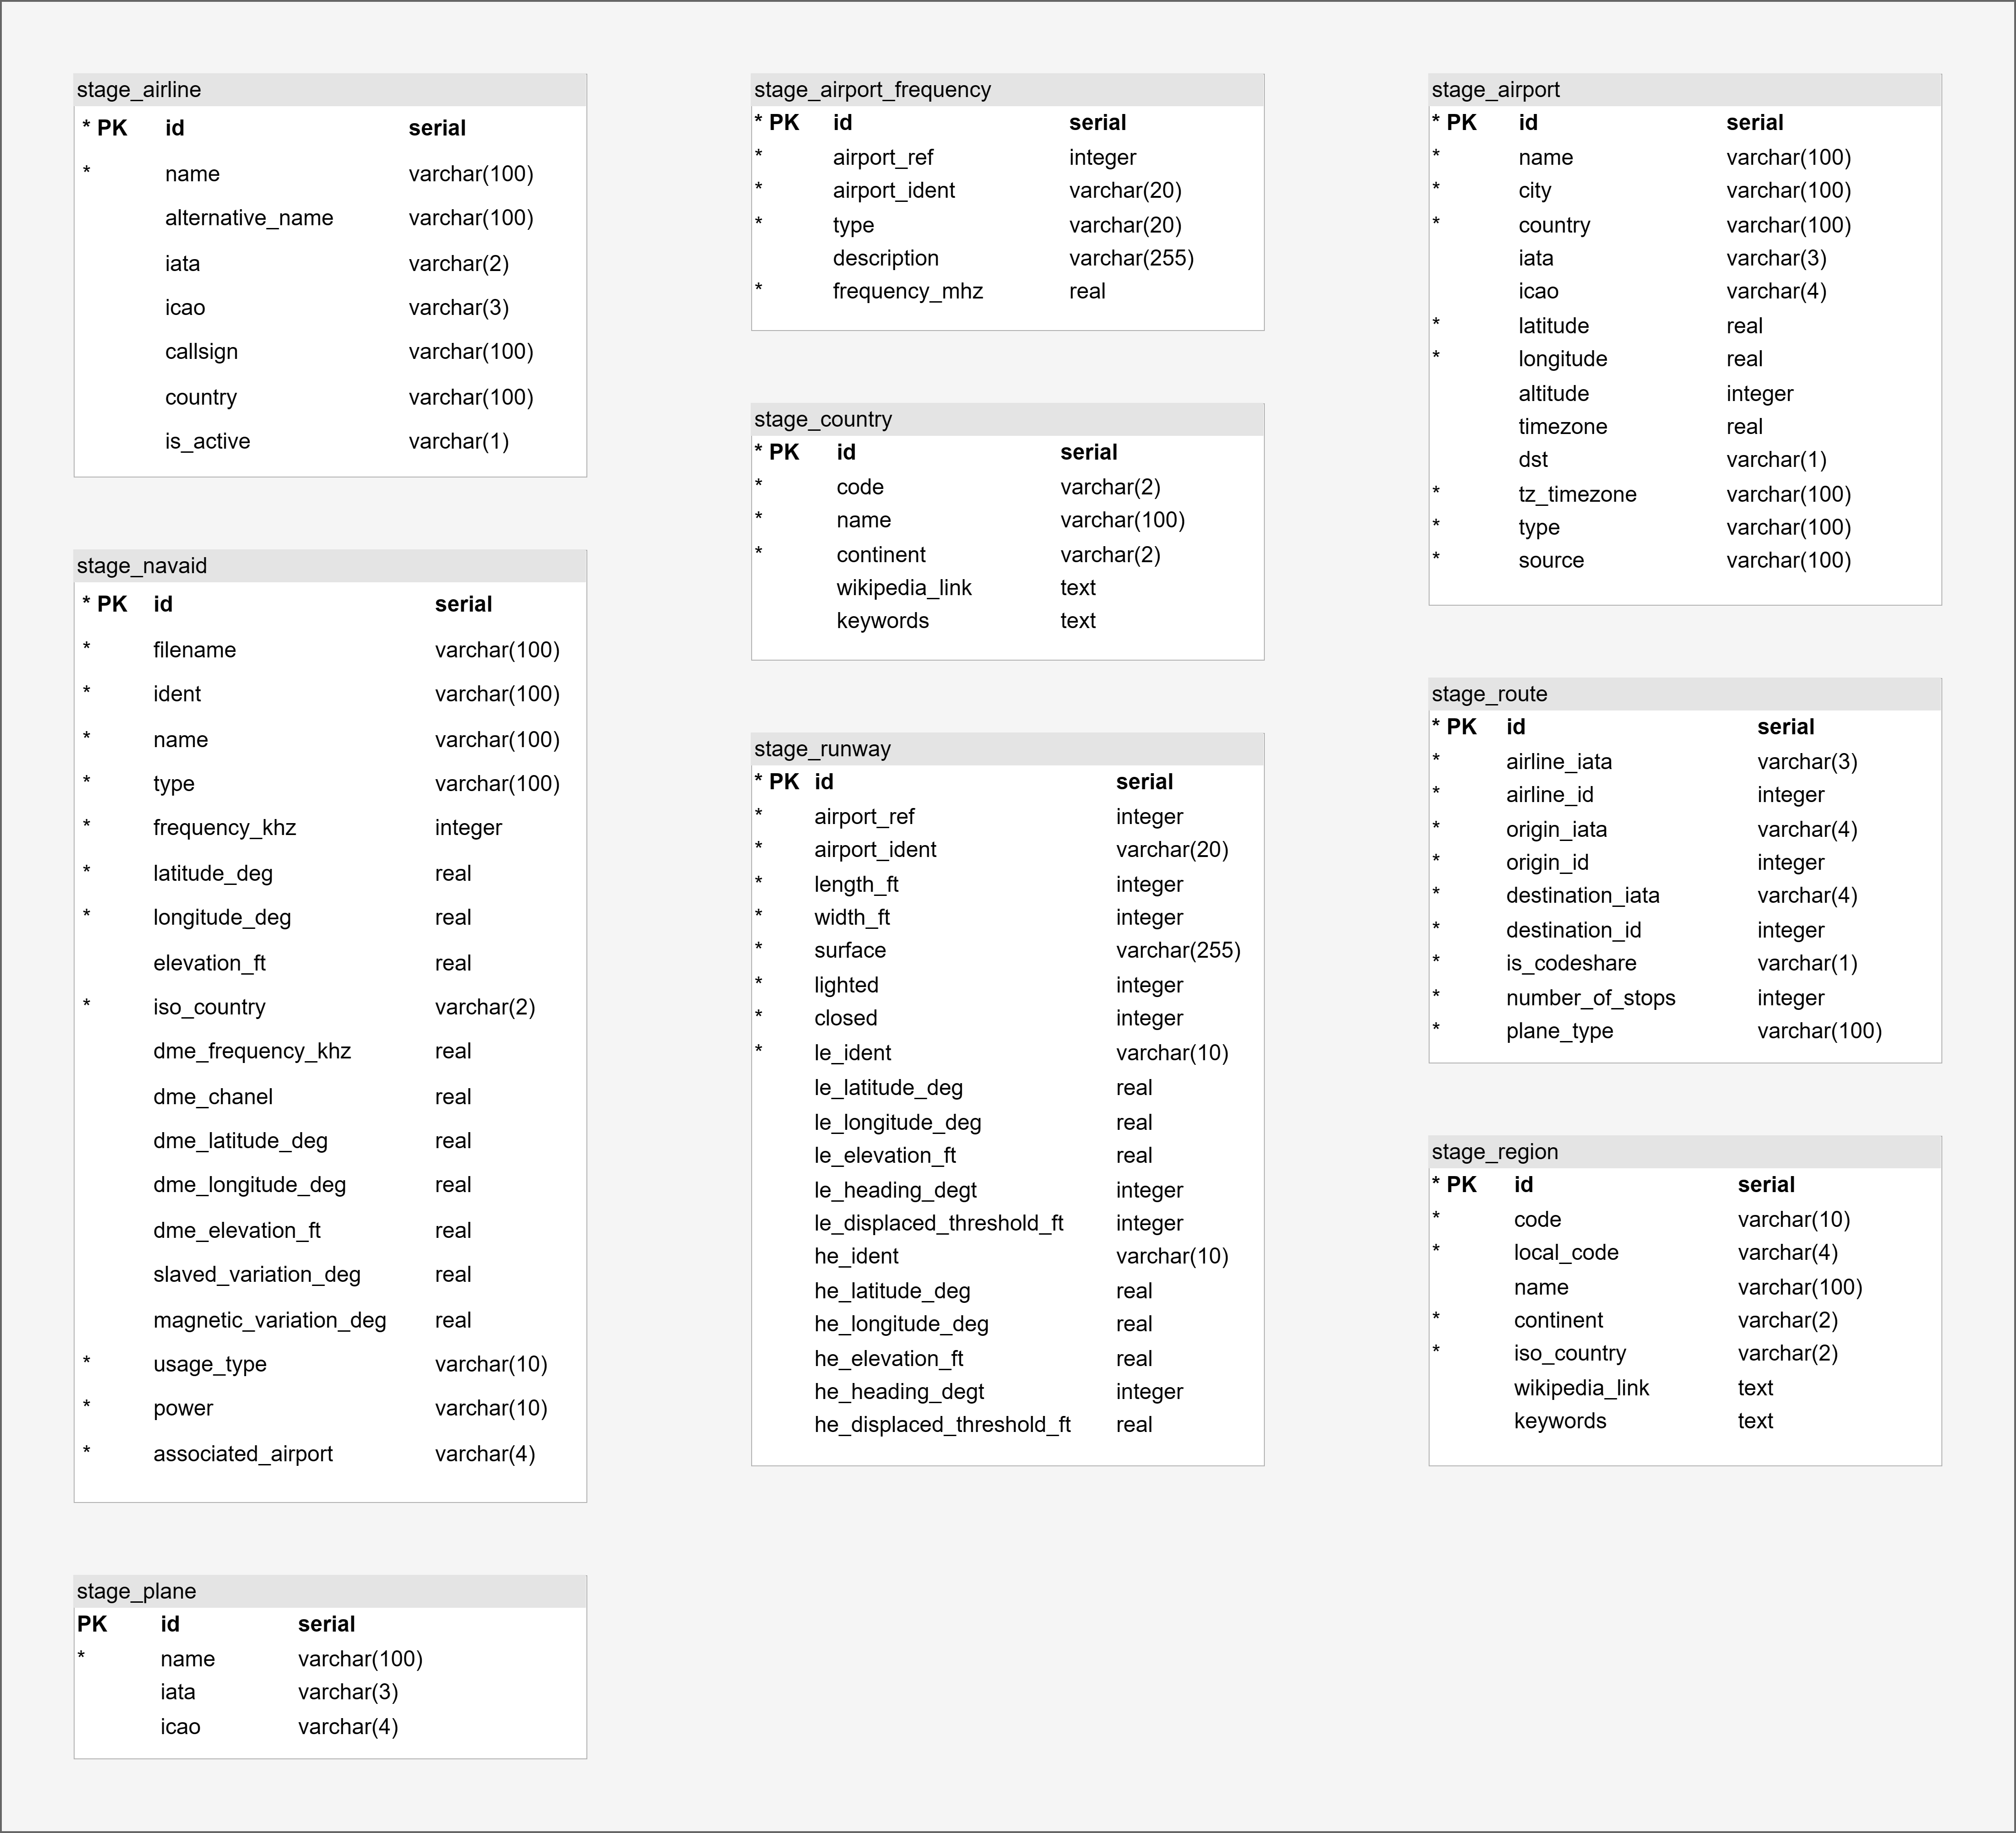 stage_airline
* PK id serial
* name varchar(100)
alternative_name varchar(100)
iata varchar(2)
icao varchar(3)
callsign varchar(100)
country varchar(100)
is_active varchar(1)
stage_navaid
* PK id serial
* filename varchar(100)
* ident varchar(100)
* name varchar(100)
* type varchar(100)
* frequency_khz integer
* latitude_deg real
* longitude_deg real
elevation_ft real
* iso_country varchar(2)
dme_frequency_khz real
dme_chanel real
dme_latitude_deg real
dme_longitude_deg real
dme_elevation_ft real
slaved_variation_deg real
magnetic_variation_deg real
* usage_type varchar(10)
* power varchar(10)
* associated_airport varchar(4)
stage_plane
PK id serial
* name varchar(100)
iata varchar(3)
icao varchar(4)
stage_airport_frequency
* PK id serial
* airport_ref integer
* airport_ident varchar(20)
* type varchar(20)
description varchar(255)
* frequency_mhz real
stage_country
* PK id serial
* code varchar(2)
* name varchar(100)
* continent varchar(2)
wikipedia_link text
keywords text
stage_runway
* PK id serial
* airport_ref integer
* airport_ident varchar(20)
* length_ft integer
* width_ft integer
* surface varchar(255)
* lighted integer
* closed integer
* le_ident varchar(10)
le_latitude_deg real
le_longitude_deg real
le_elevation_ft real
le_heading_degt integer
le_displaced_threshold_ft integer
he_ident varchar(10)
he_latitude_deg real
he_longitude_deg real
he_elevation_ft real
he_heading_degt integer
he_displaced_threshold_ft real
stage_airport
* PK id serial
* name varchar(100)
* city varchar(100)
* country varchar(100)
iata varchar(3)
icao varchar(4)
* latitude real
* longitude real
altitude integer
timezone real
dst varchar(1)
* tz_timezone varchar(100)
* type varchar(100)
* source varchar(100)
stage_route
* PK id serial
* airline_iata varchar(3)
* airline_id integer
* origin_iata varchar(4)
* origin_id integer
* destination_iata varchar(4)
* destination_id integer
* is_codeshare varchar(1)
* number_of_stops integer
* plane_type varchar(100)
stage_region
* PK id serial
* code varchar(10)
* local_code varchar(4)
name varchar(100)
* continent varchar(2)
* iso_country varchar(2)
wikipedia_link text
keywords text